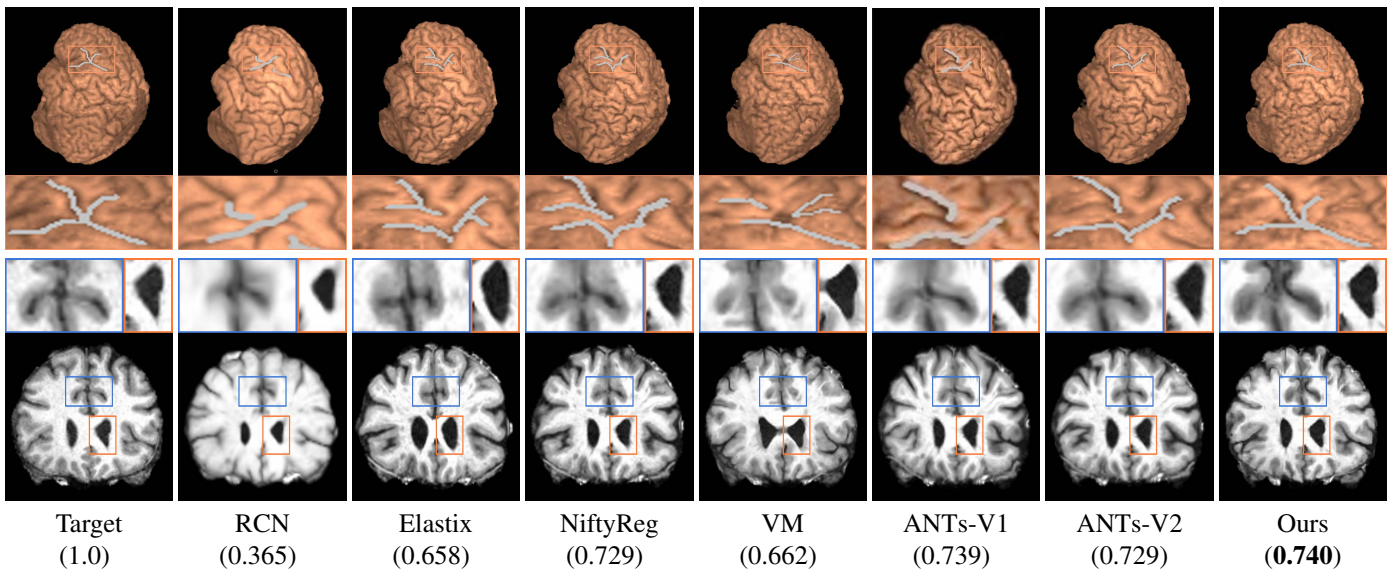 Target RCN Elastix NiftyReg VM ANTs-V1 ANTs-V2 Ours
(1.0) (0.365) (0.658) (0.729) (0.662) (0.739) (0.729) (0.740)